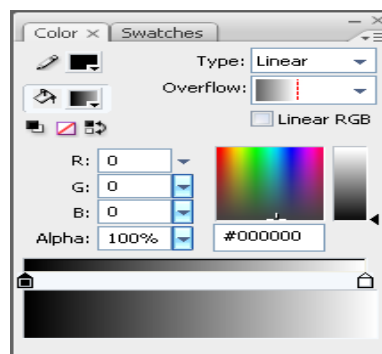 Color × Swatches
Type: Linear
Overflow:
Linear RGB
R: 0
G: 0
B: 0
Alpha: 100% #000000